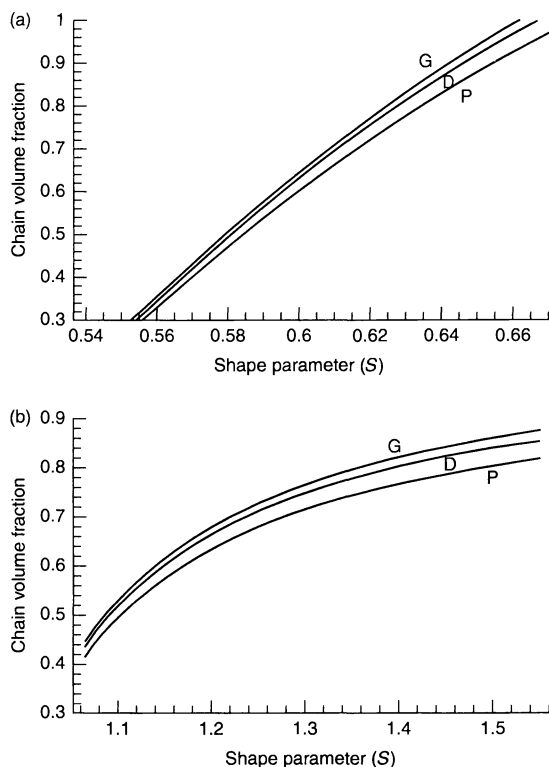 (a)
1
0.9
0.8
0.7
0.6
0.5
0.4
0.3
Chain volume fraction
G
D
P
0.54 0.56 0.58 0.6 0.62 0.64 0.66
Shape parameter (S)
(b)
0.9
0.8
0.7
0.6
0.5
0.4
0.3
Chain volume fraction
G
D
P
1.1 1.2 1.3 1.4 1.5
Shape parameter (S)